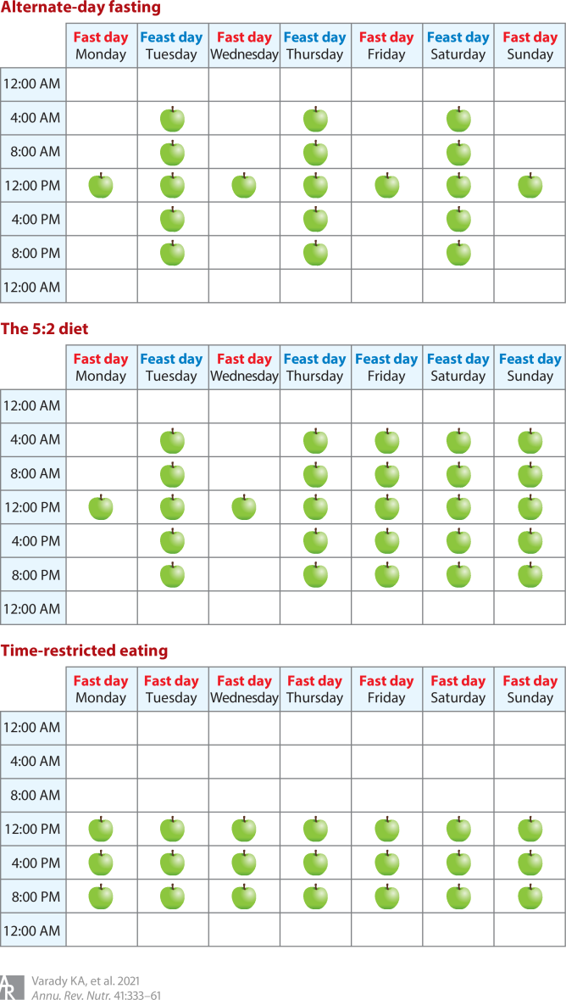 Alternate-day fasting
Fast day Feast day Fast day Feast day Fast day Feast day Fast day
Monday Tuesday Wednesday Thursday Friday Saturday Sunday
12:00 AM
4:00 AM
8:00 AM
12:00 PM
4:00 PM
8:00 PM
12:00 AM
The 5:2 diet
Fast day Feast day Fast day Feast day Feast day Feast day Feast day
Monday Tuesday Wednesday Thursday Friday Saturday Sunday
12:00 AM
4:00 AM
8:00 AM
12:00 PM
4:00 PM
8:00 PM
12:00 AM
Time-restricted eating
Fast day Fast day Fast day Fast day Fast day Fast day Fast day
Monday Tuesday Wednesday Thursday Friday Saturday Sunday
12:00 AM
4:00 AM
8:00 AM
12:00 PM
4:00 PM
8:00 PM
12:00 AM
AR
Varady KA, et al. 2021
Annu. Rev. Nutr. 41:333–61